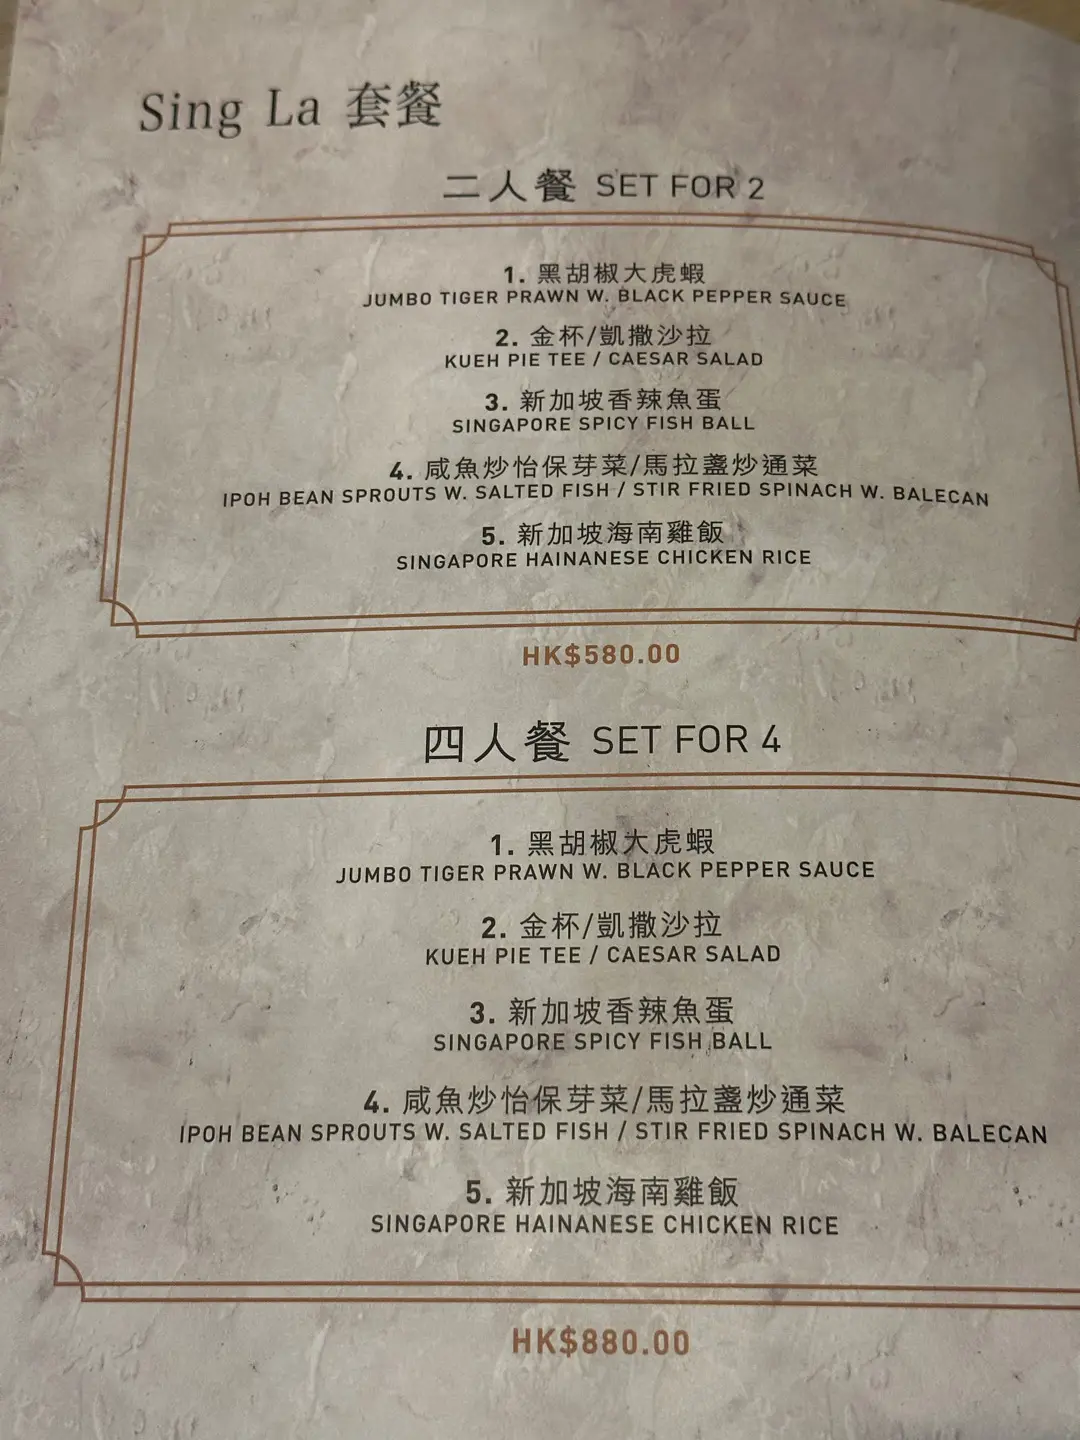 Sing La 套餐
二人餐 SET FOR 2
1. 黑胡椒大虎蝦
JUMBO TIGER PRAWN W. BLACK PEPPER SAUCE
2. 金杯/凱撒沙拉
KUEH PIE TEE / CAESAR SALAD
3. 新加坡香辣魚蛋
SINGAPORE SPICY FISH BALL
4. 咸魚炒怡保芽菜/馬拉盞炒通菜
IPOH BEAN SPROUTS W. SALTED FISH / STIR FRIED SPINACH W. BALECAN
5. 新加坡海南雞飯
SINGAPORE HAINANESE CHICKEN RICE
HK$580.00
四人餐 SET FOR 4
1. 黑胡椒大虎蝦
JUMBO TIGER PRAWN W. BLACK PEPPER SAUCE
2. 金杯/凱撒沙拉
KUEH PIE TEE / CAESAR SALAD
3. 新加坡香辣魚蛋
SINGAPORE SPICY FISH BALL
4. 咸魚炒怡保芽菜/馬拉盞炒通菜
IPOH BEAN SPROUTS W. SALTED FISH / STIR FRIED SPINACH W. BALECAN
5. 新加坡海南雞飯
SINGAPORE HAINANESE CHICKEN RICE
HK$880.00